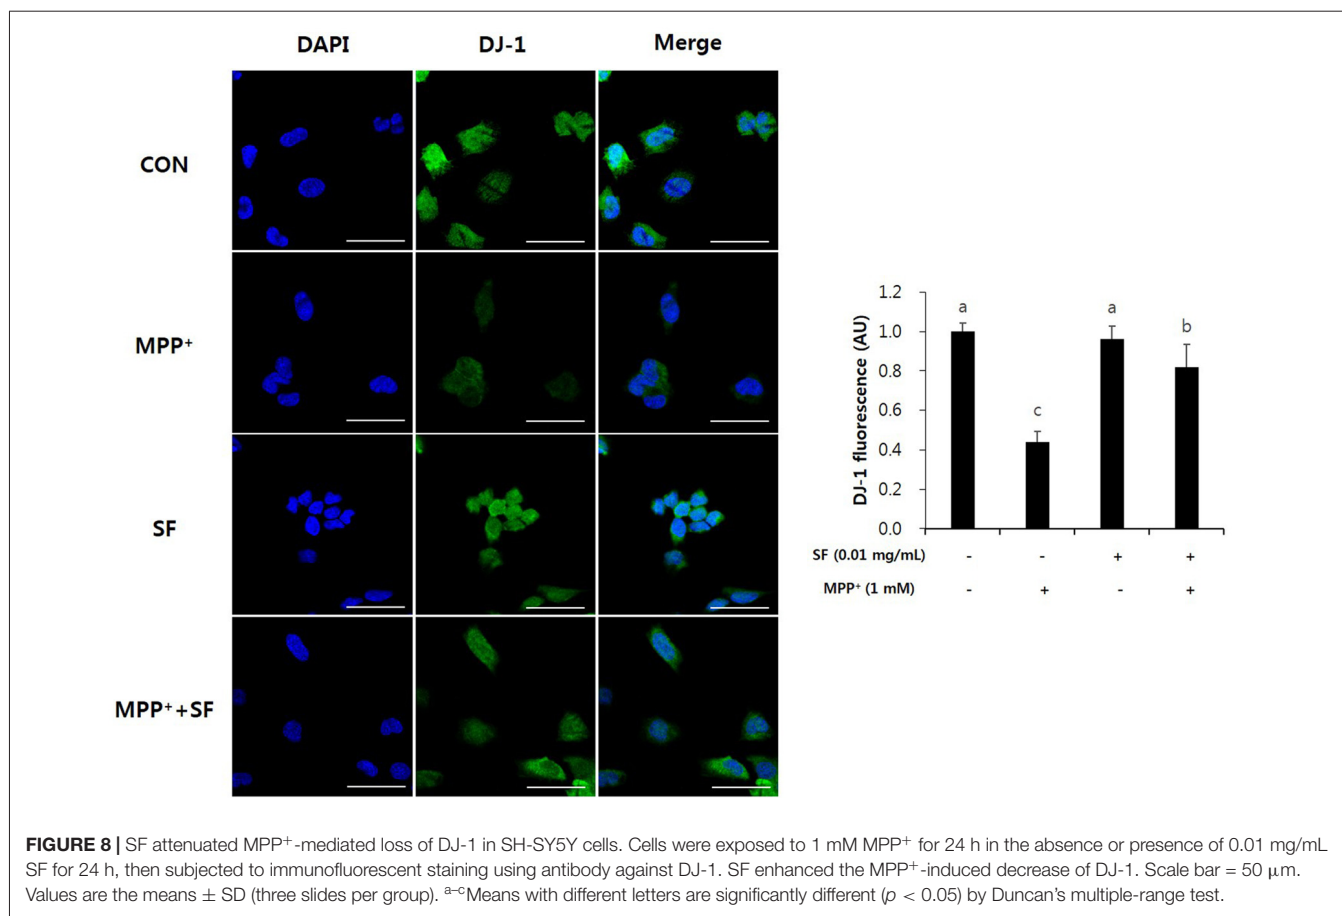 DAPI DJ-1 Merge
CON
MPP⁺
SF
MPP⁺+SF
1.2
1.0
0.8
0.6
0.4
0.2
0.0
DJ-1 fluorescence (AU)
a c a b
SF (0.01 mg/mL) - - + +
MPP⁺ (1 mM) - + - +
FIGURE 8 | SF attenuated MPP⁺-mediated loss of DJ-1 in SH-SY5Y cells. Cells were exposed to 1 mM MPP⁺ for 24 h in the absence or presence of 0.01 mg/mL
SF for 24 h, then subjected to immunofluorescent staining using antibody against DJ-1. SF enhanced the MPP⁺-induced decrease of DJ-1. Scale bar = 50 μm.
Values are the means ± SD (three slides per group). ᵃ⁻ᶜMeans with different letters are significantly different (p < 0.05) by Duncan's multiple-range test.